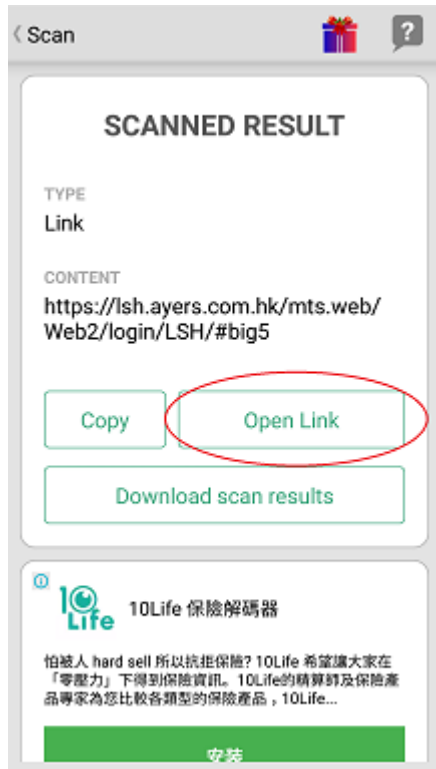 Scan
?
SCANNED RESULT
TYPE
Link
CONTENT
https://lsh.ayers.com.hk/mts.web/
Web2/login/LSH/#big5
Copy
Open Link
Download scan results
10Life
10Life 保險解碼器
怕被人 hard sell 所以抗拒保險? 10Life 希望讓大家在
「零壓力」下得到保險資訊。10Life的精算師及保險產
品專家為您比較各類型的保險產品，10Life...
安装